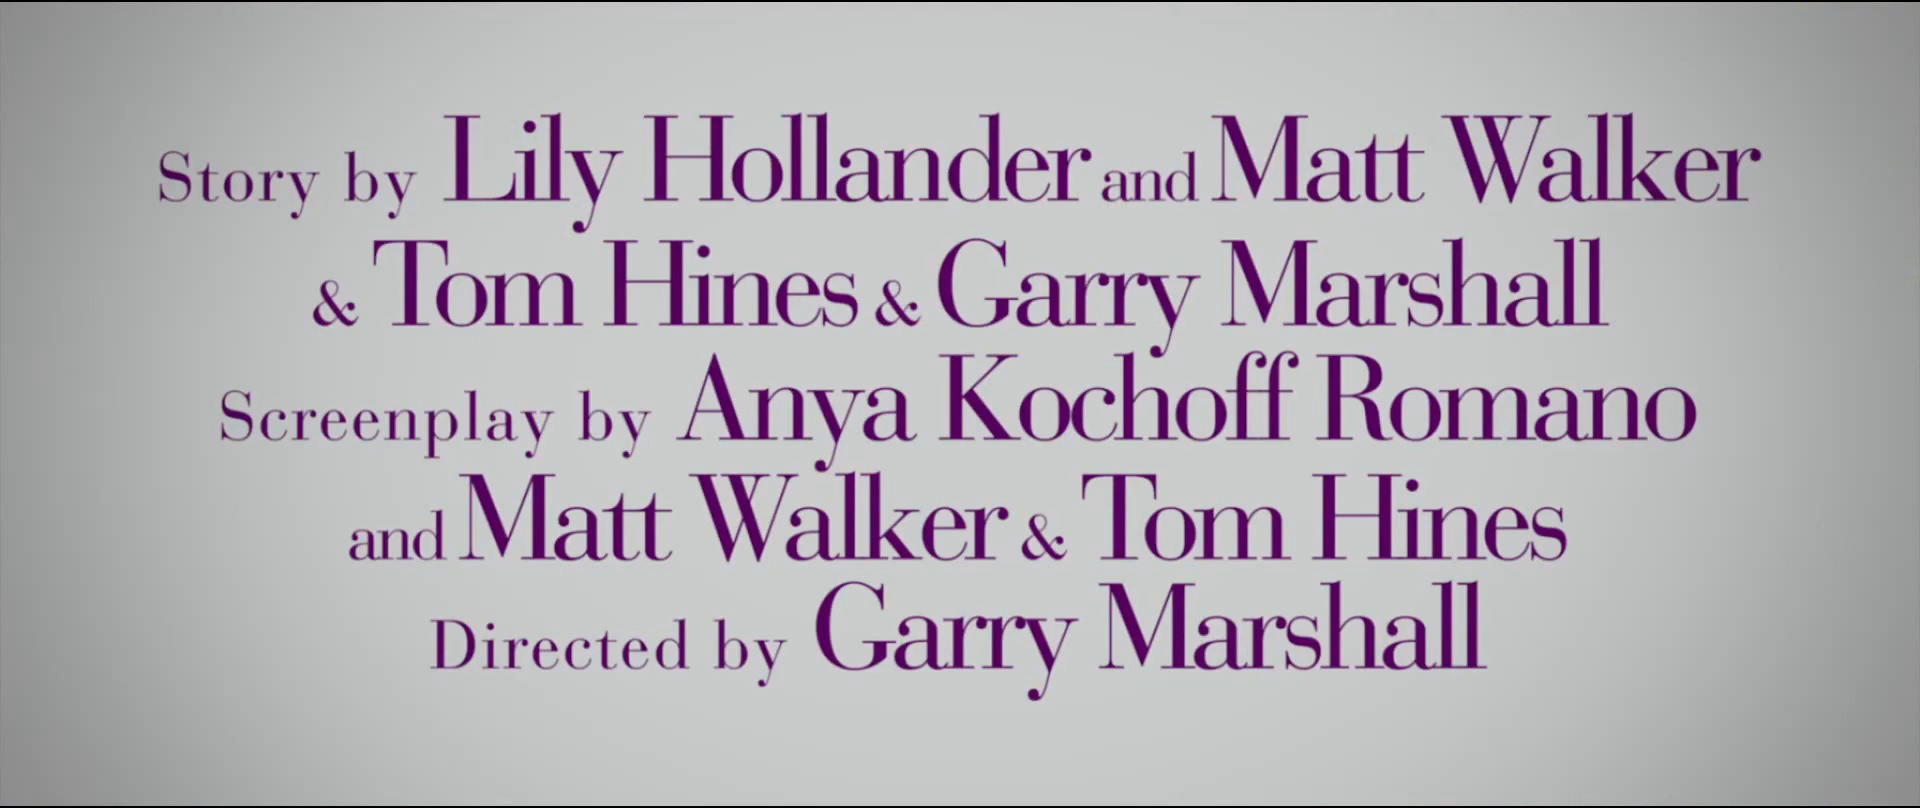 Story by Lily Hollander and Matt Walker
& Tom Hines & Garry Marshall
Screenplay by Anya Kochoff Romano
and Matt Walker & Tom Hines
Directed by Garry Marshall